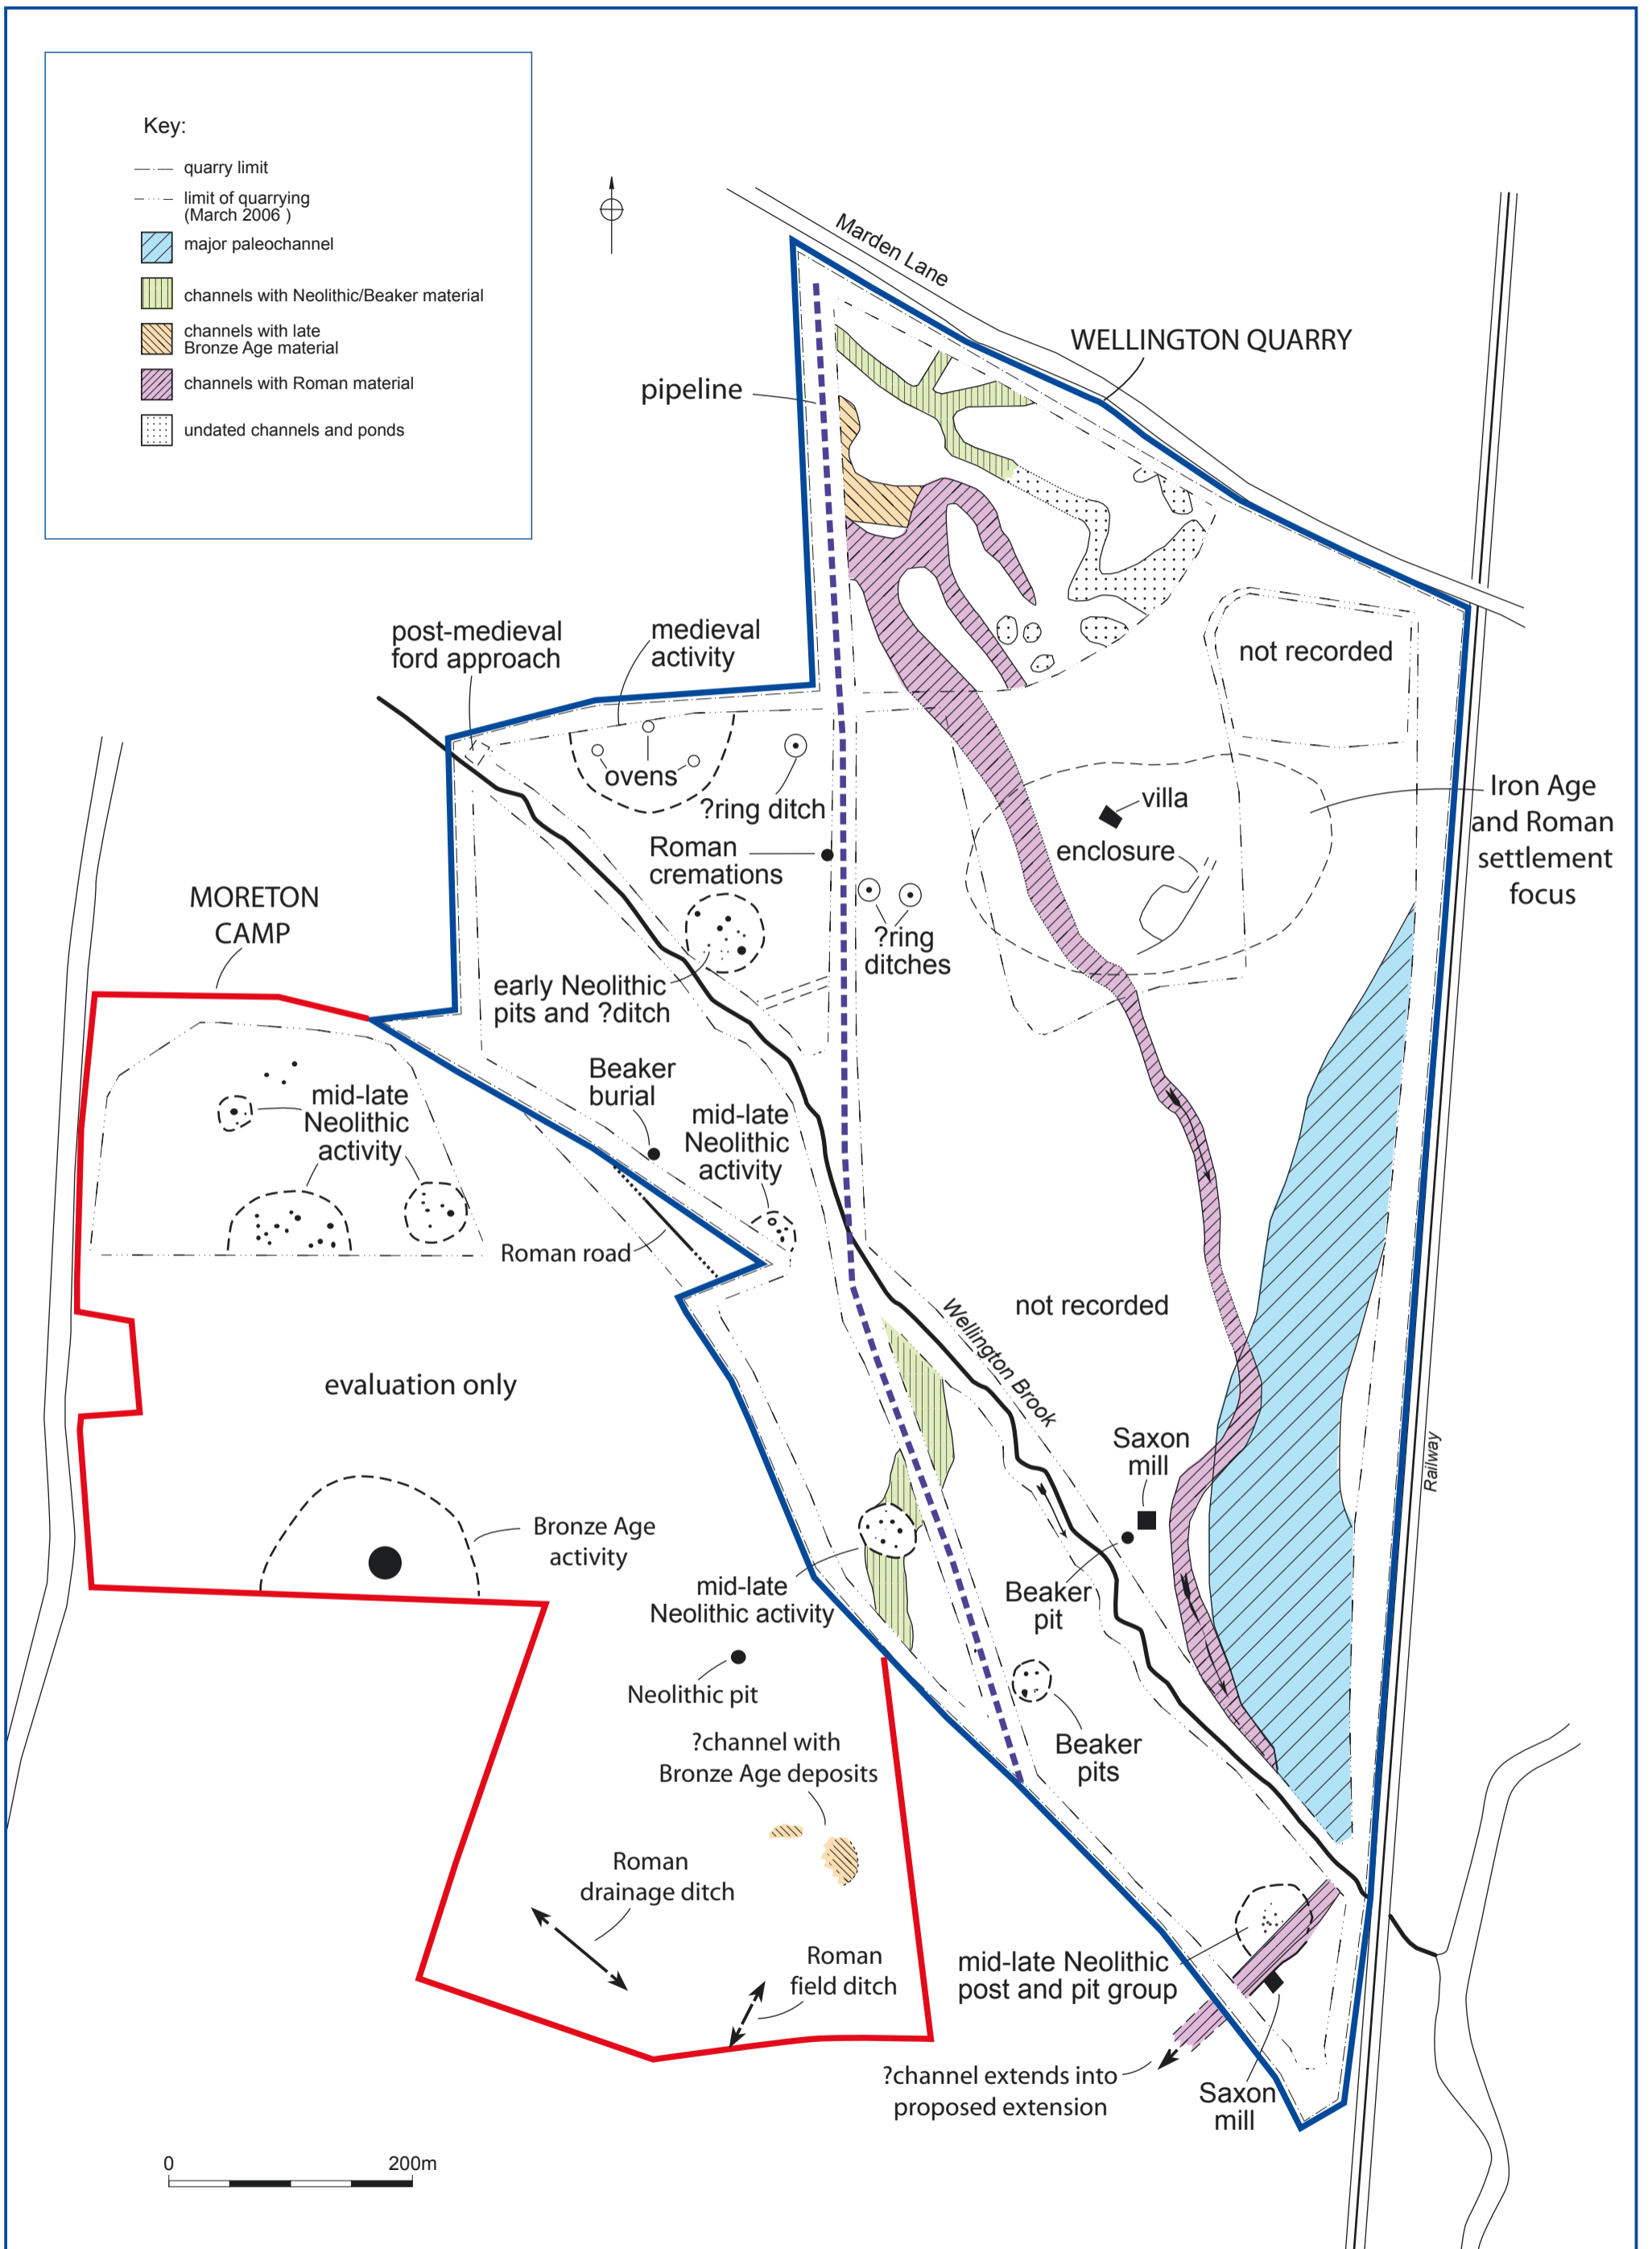 Key:
quarry limit
limit of quarrying
(March 2006 )
major paleochannel
channels with Neolithic/Beaker material
channels with late
Bronze Age material
channels with Roman material
undated channels and ponds
Marden Lane
WELLINGTON QUARRY
pipeline
post-medieval
ford approach
medieval
activity
not recorded
ovens
?ring ditch
villa
enclosure
Iron Age
and Roman
settlement
focus
Roman
cremations
MORETON
CAMP
?ring
ditches
early Neolithic
pits and ?ditch
Beaker
burial
mid-late
Neolithic
activity
mid-late
Neolithic
activity
Roman road
not recorded
Wellington Brook
evaluation only
Saxon
mill
Railway
Bronze Age
activity
mid-late
Neolithic activity
Beaker
pit
Neolithic pit
?channel with
Bronze Age deposits
Beaker
pits
Roman
drainage ditch
Roman
field ditch
mid-late Neolithic
post and pit group
?channel extends into
proposed extension
Saxon
mill
0 200m